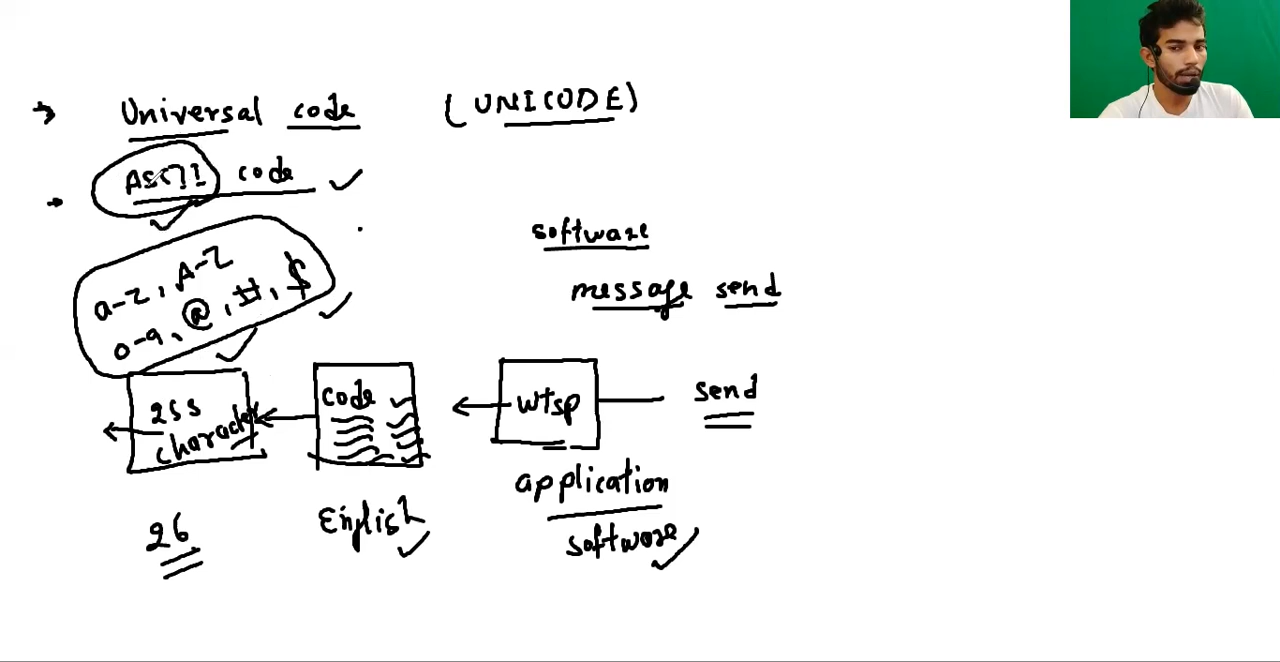 Universal code (UNICODE)
ASCII code
a-z, A-Z
0-9, @, #, $
software
message send
255
character
code
wtsp
send
application
software
English
26